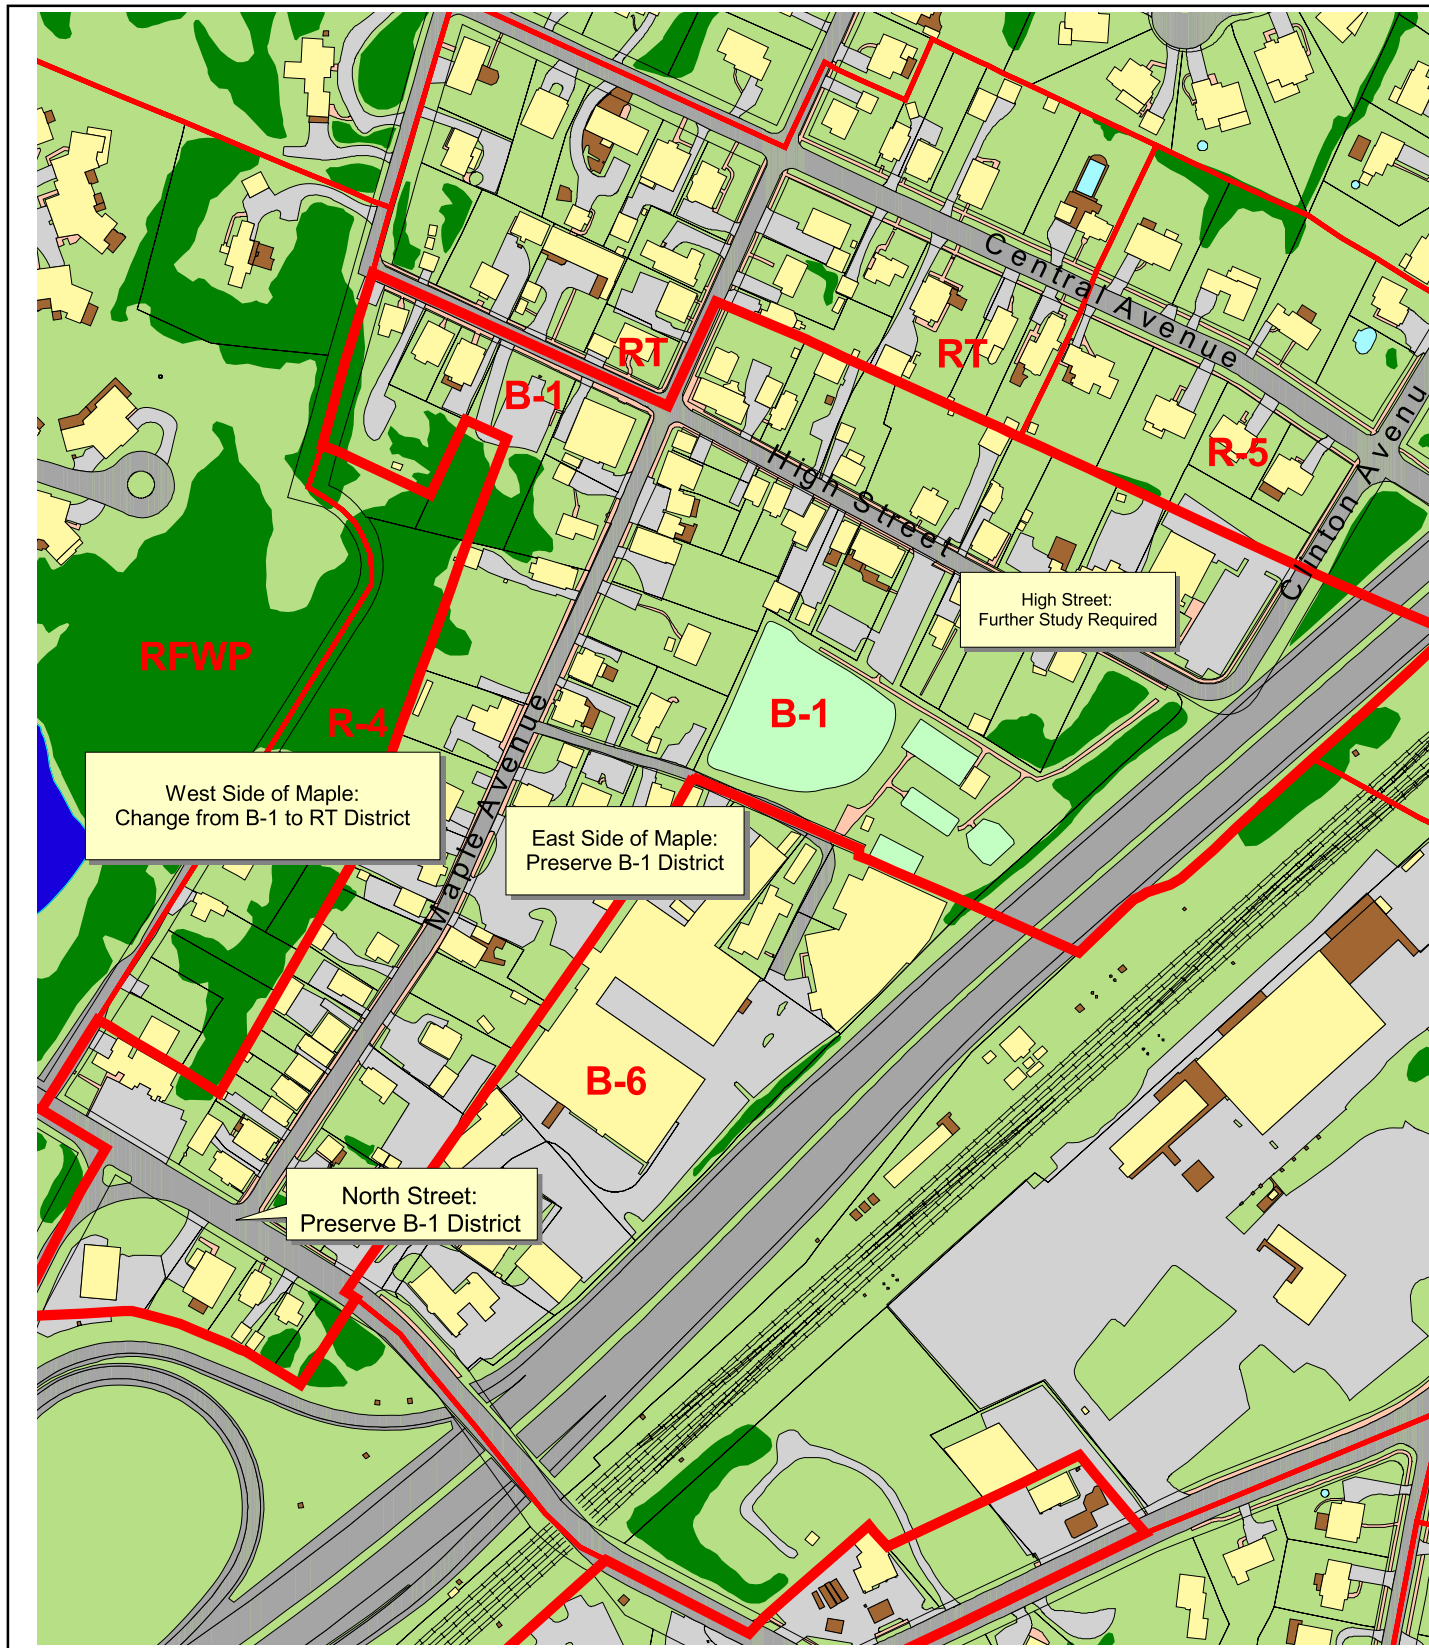 Central Avenue
RT
RT
B-1
High Street
R-5
Clinton Avenu
High Street:
Further Study Required
RFWP
R-4
B-1
West Side of Maple:
Change from B-1 to RT District
Maple Avenue
East Side of Maple:
Preserve B-1 District
B-6
North Street:
Preserve B-1 District